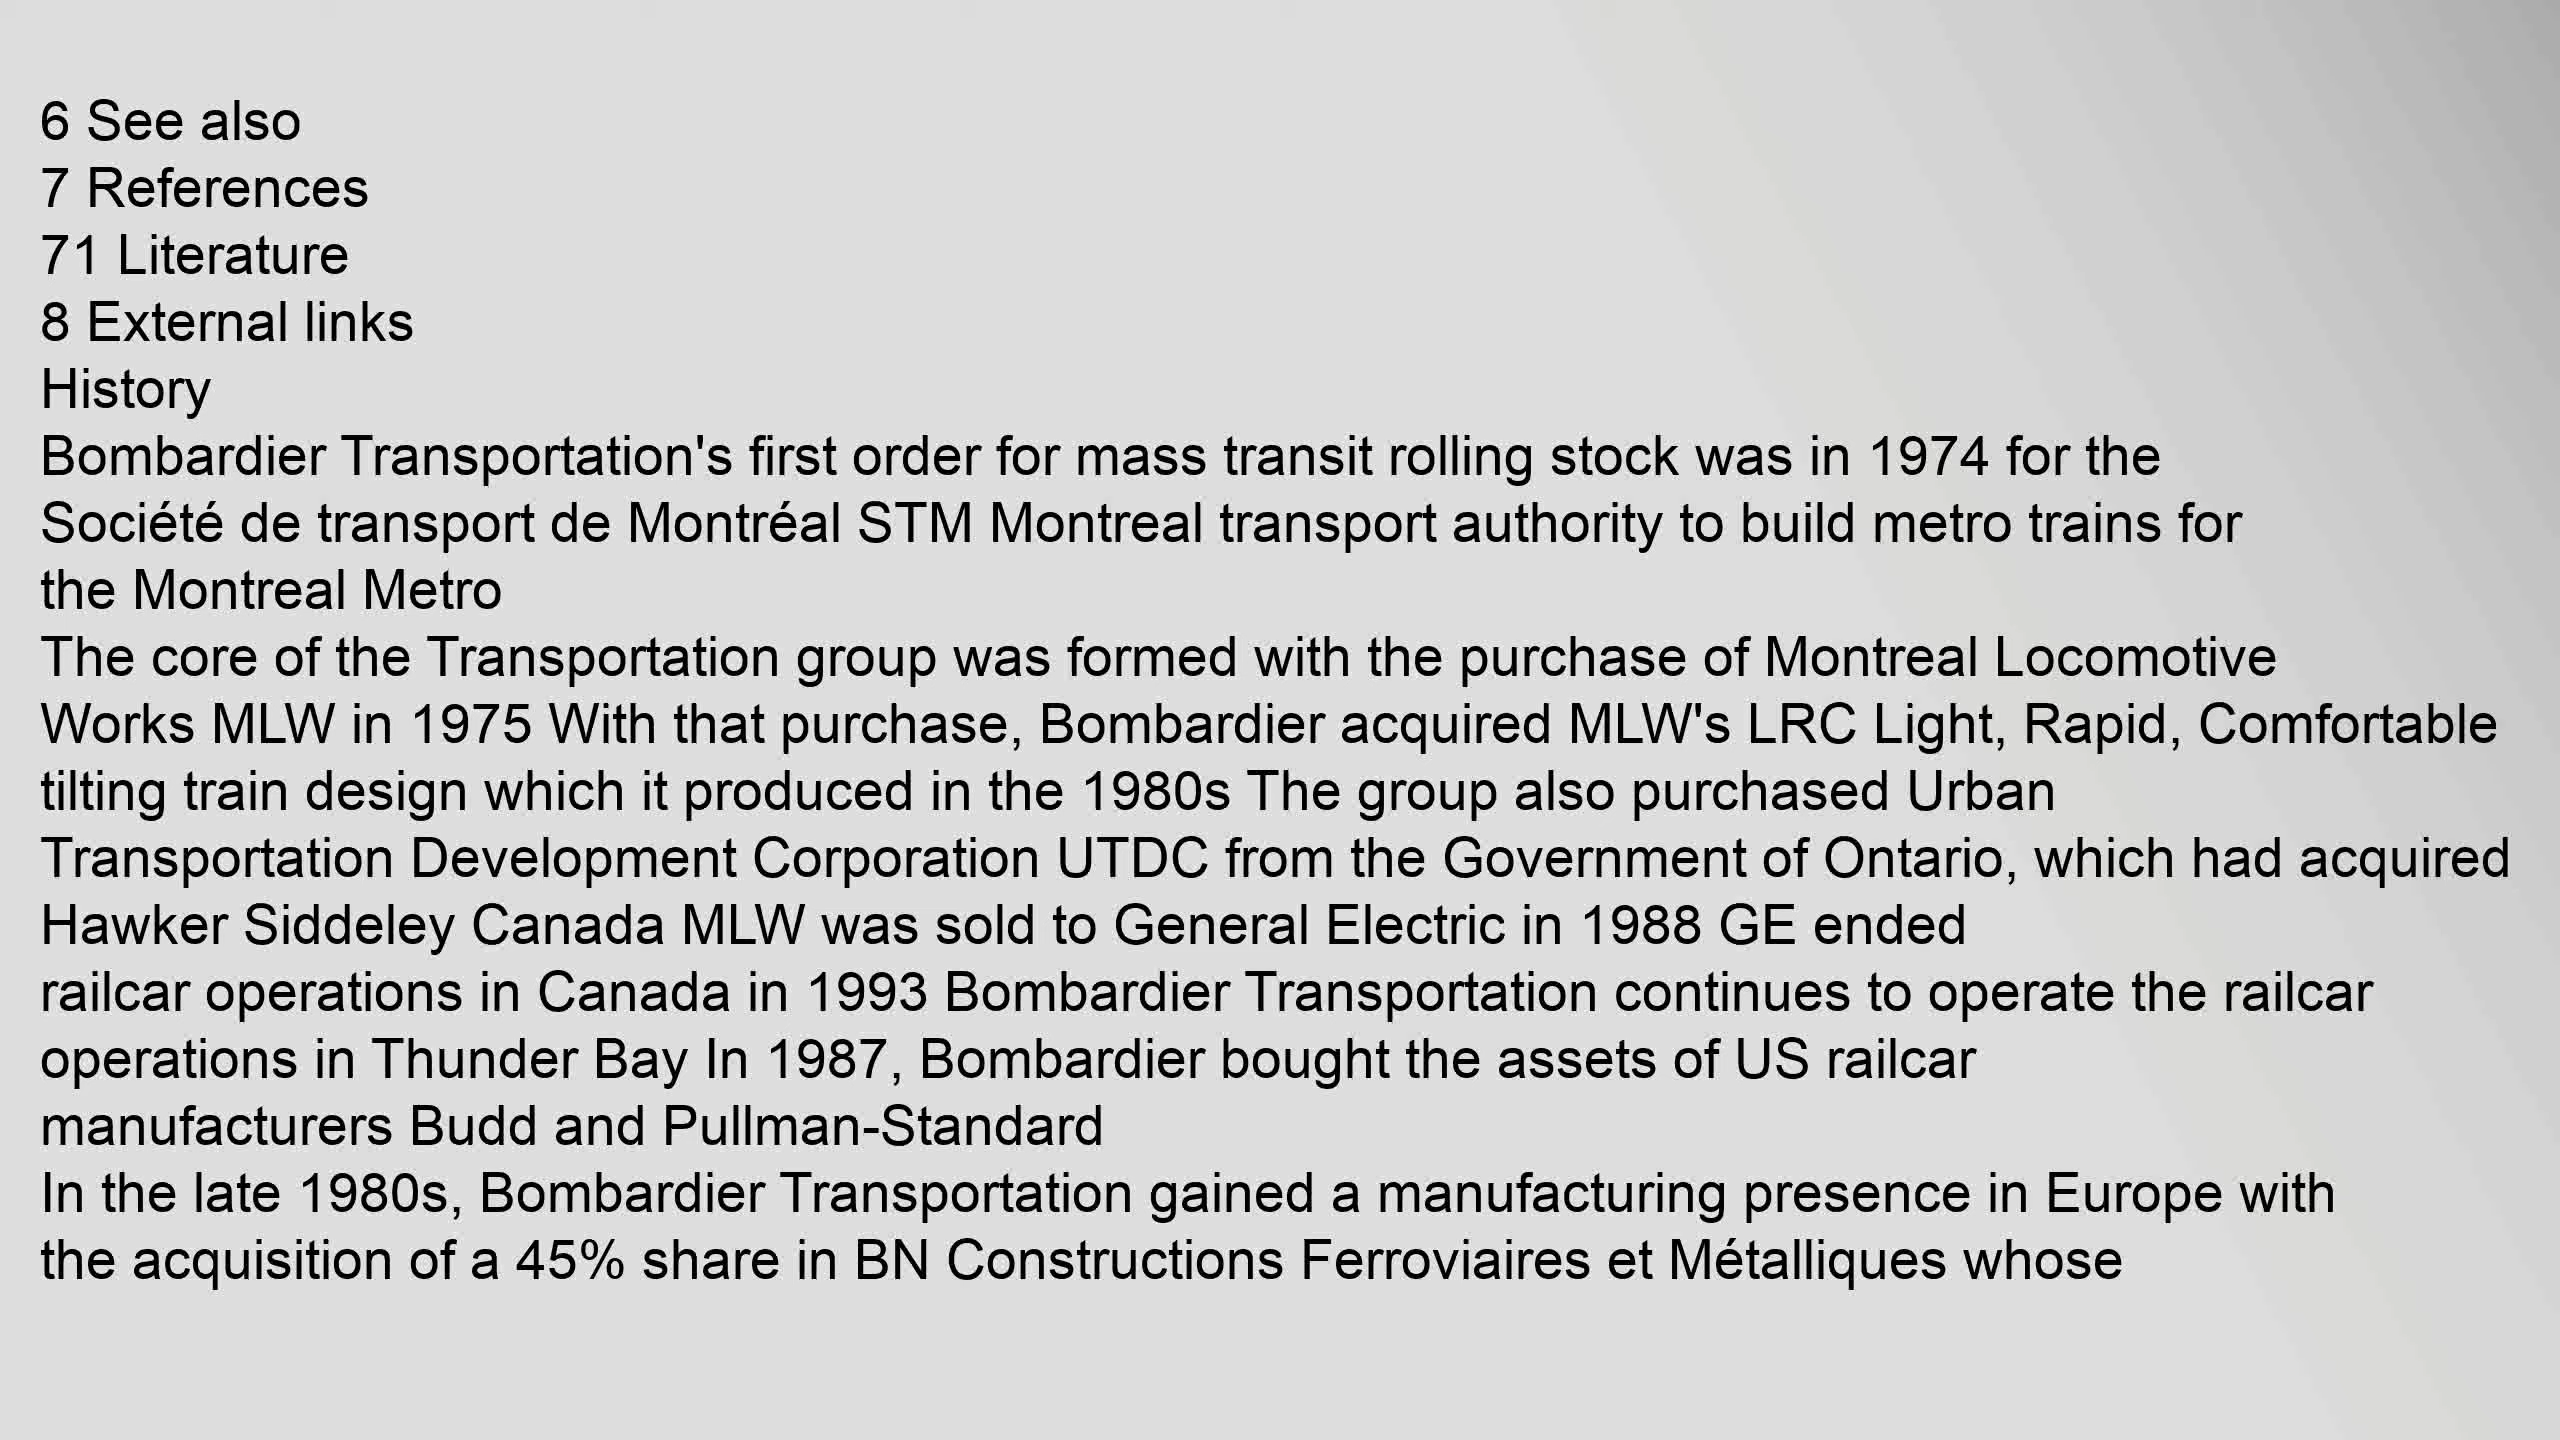 6 See also
7 References
71 Literature
8 External links
History
Bombardier Transportation's first order for mass transit rolling stock was in 1974 for the
Société de transport de Montréal STM Montreal transport authority to build metro trains for
the Montreal Metro
The core of the Transportation group was formed with the purchase of Montreal Locomotive
Works MLW in 1975 With that purchase, Bombardier acquired MLW's LRC Light, Rapid, Comfortable
tilting train design which it produced in the 1980s The group also purchased Urban
Transportation Development Corporation UTDC from the Government of Ontario, which had acquired
Hawker Siddeley Canada MLW was sold to General Electric in 1988 GE ended
railcar operations in Canada in 1993 Bombardier Transportation continues to operate the railcar
operations in Thunder Bay In 1987, Bombardier bought the assets of US railcar
manufacturers Budd and Pullman-Standard
In the late 1980s, Bombardier Transportation gained a manufacturing presence in Europe with
the acquisition of a 45% share in BN Constructions Ferroviaires et Métalliques whose